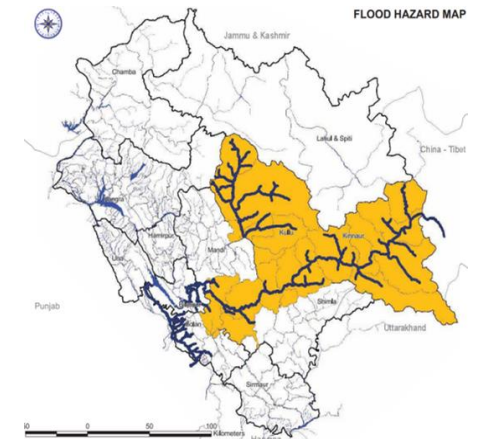 FLOOD HAZARD MAP
Jammu & Kashmir
Chamba
Lahul & Spiti
China - Tibet
Kullu
Kinnaur
Hamirpur
Mandi
Una
Punjab
Shimla
Solan
Uttarakhand
Sirmaur
0 50 100
Kilometers